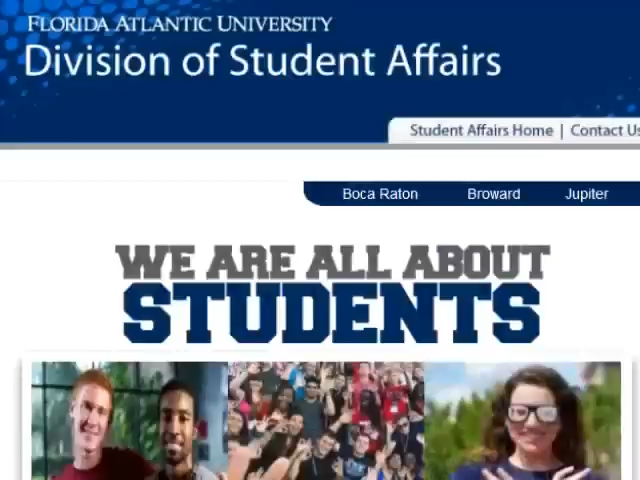 FLORIDA ATLANTIC UNIVERSITY
Division of Student Affairs
Student Affairs Home | Contact Us
Boca Raton Broward Jupiter
WE ARE ALL ABOUT
STUDENTS